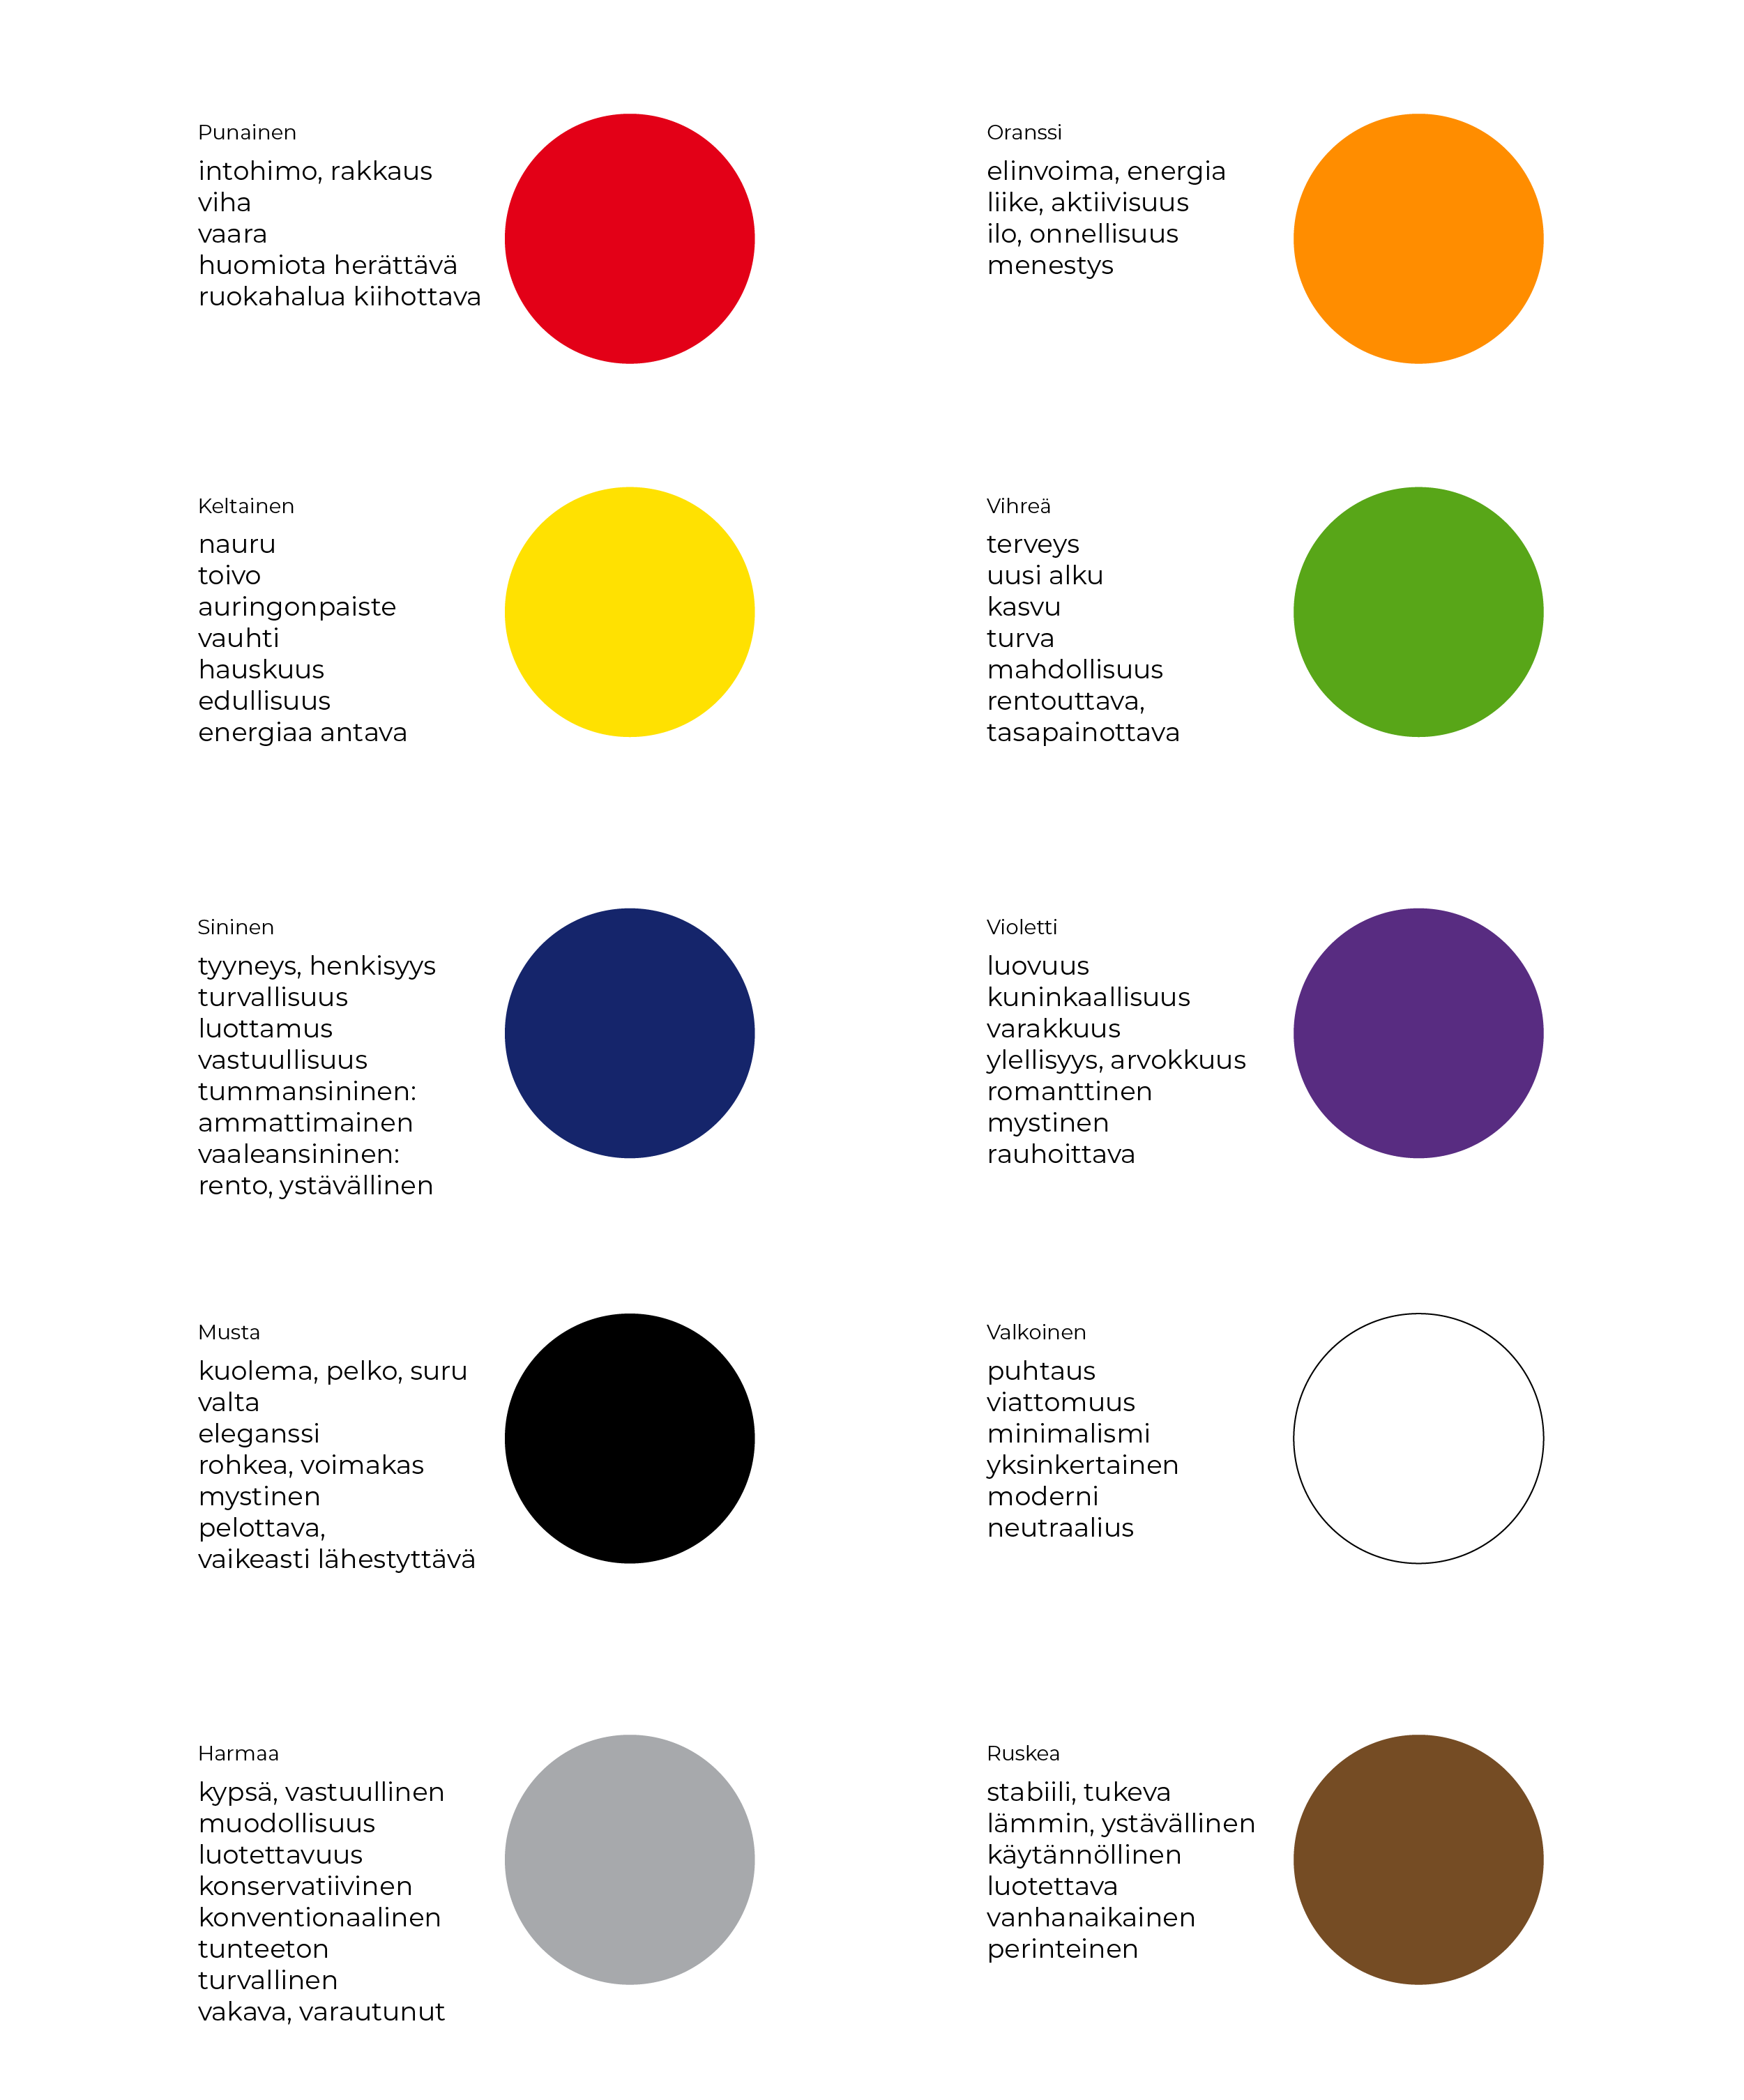 Punainen
intohimo, rakkaus
viha
vaara
huomiota herättävä
ruokahalua kiihottava
Oranssi
elinvoima, energia
liike, aktiivisuus
ilo, onnellisuus
menestys
Keltainen
nauru
toivo
auringonpaiste
vauhti
hauskuus
edullisuus
energiaa antava
Vihreä
terveys
uusi alku
kasvu
turva
mahdollisuus
rentouttava,
tasapainottava
Sininen
tyyneys, henkisyys
turvallisuus
luottamus
vastuullisuus
tummansininen:
ammattimainen
vaaleansininen:
rento, ystävällinen
Violetti
luovuus
kuninkaallisuus
varakkuus
ylellisyys, arvokkuus
romanttinen
mystinen
rauhoittava
Musta
kuolema, pelko, suru
valta
eleganssi
rohkea, voimakas
mystinen
pelottava,
vaikeasti lähestyttävä
Valkoinen
puhtaus
viattomuus
minimalismi
yksinkertainen
moderni
neutraalius
Harmaa
kypsä, vastuullinen
muodollisuus
luotettavuus
konservatiivinen
konventionaalinen
tunteeton
turvallinen
vakava, varautunut
Ruskea
stabiili, tukeva
lämmin, ystävällinen
käytännöllinen
luotettava
vanhanaikainen
perinteinen